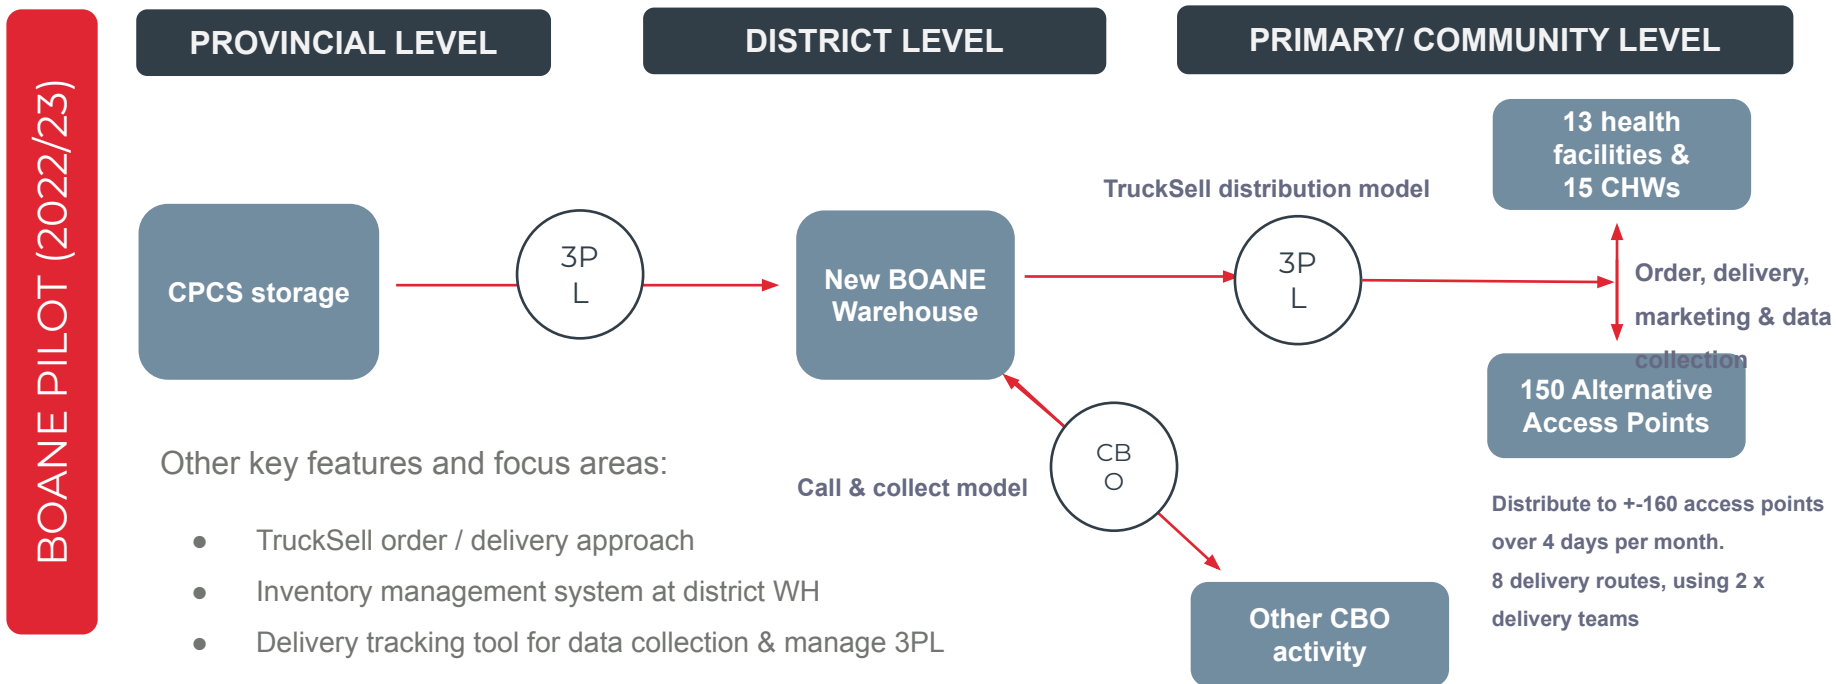 BOANE PILOT (2022/23)
PROVINCIAL LEVEL
DISTRICT LEVEL
PRIMARY/ COMMUNITY LEVEL
13 health
facilities &
15 CHWs
TruckSell distribution model
CPCS storage
3P
L
New BOANE
Warehouse
3P
L
Order, delivery,
marketing & data
collection
150 Alternative
Access Points
Other key features and focus areas:
● TruckSell order / delivery approach
● Inventory management system at district WH
● Delivery tracking tool for data collection & manage 3PL
Call & collect model
CB
O
Other CBO
activity
Distribute to +-160 access points
over 4 days per month.
8 delivery routes, using 2 x
delivery teams